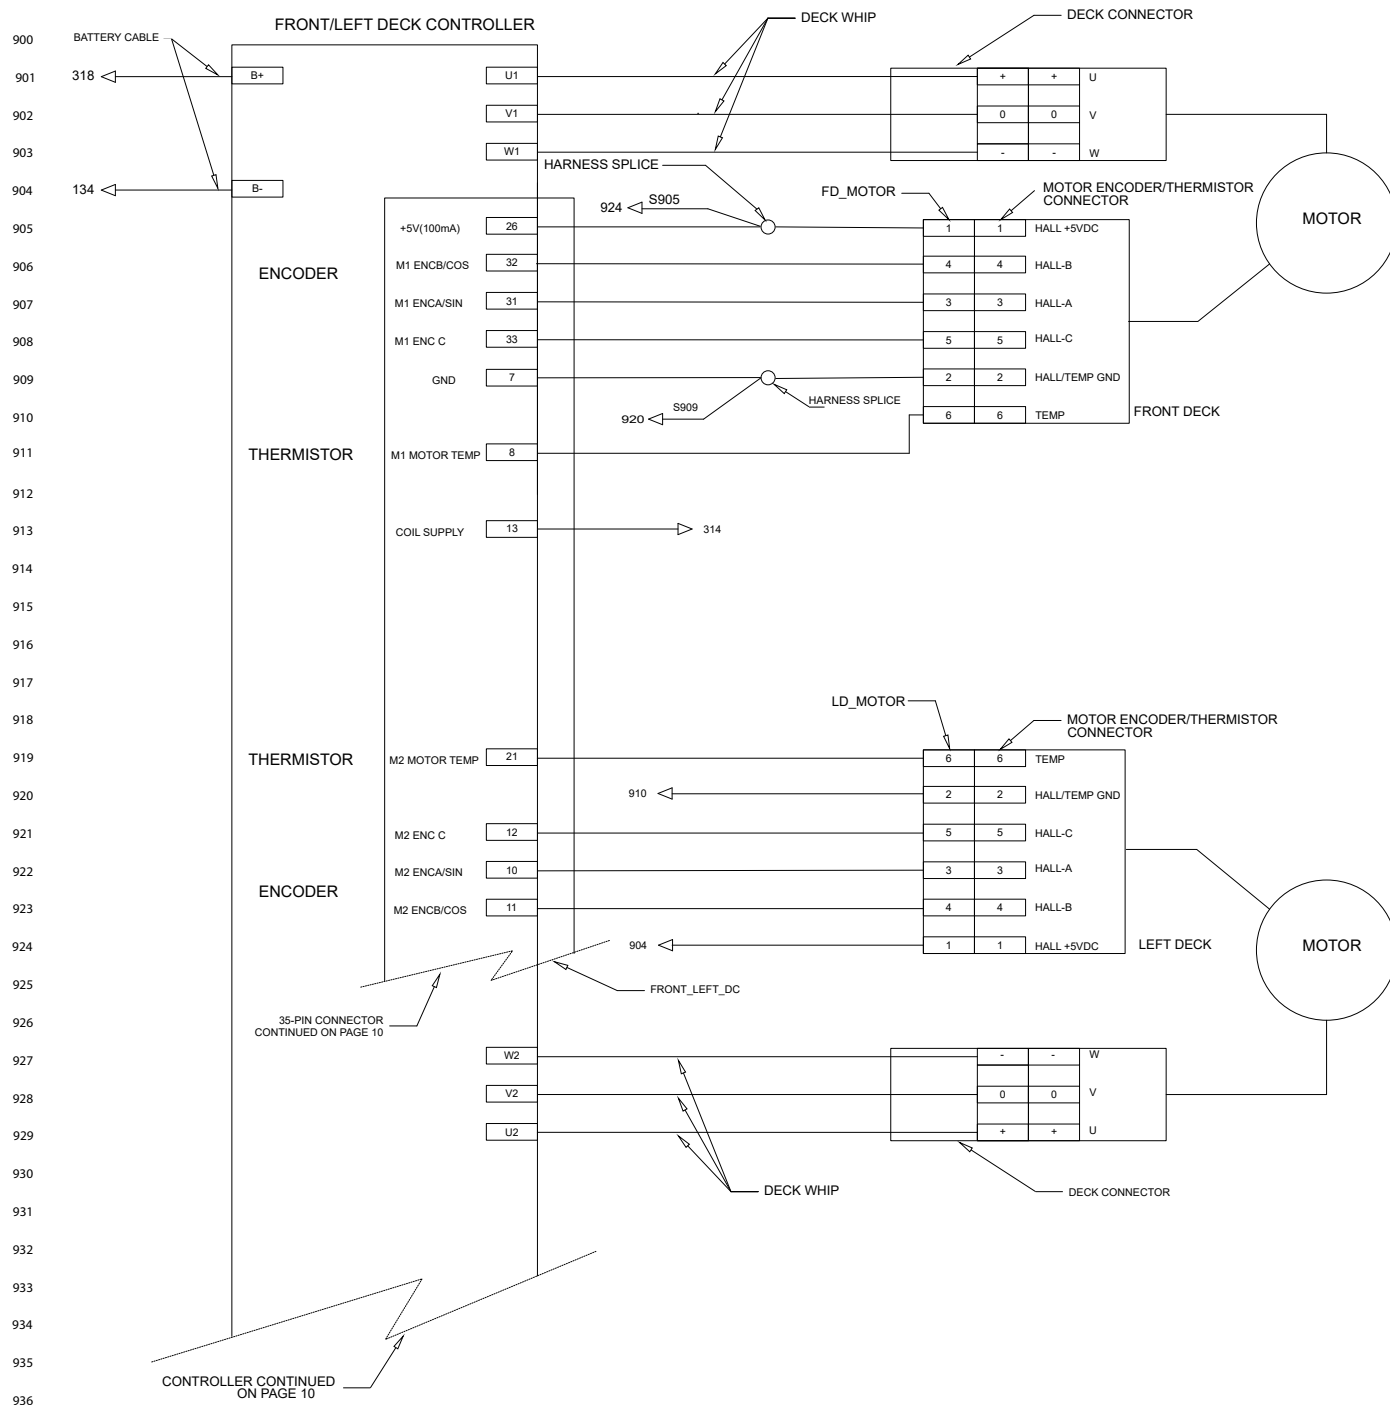 FRONT/LEFT DECK CONTROLLER
DECK WHIP
DECK CONNECTOR
900
BATTERY CABLE
901 318 B+ U1 + + U
902 V1 0 0 V
903 W1 - - W
HARNESS SPLICE
904 134 B- FD_MOTOR MOTOR ENCODER/THERMISTOR
CONNECTOR
MOTOR
924 S905
905 +5V(100mA) 26 1 1 HALL +5VDC
906 ENCODER M1 ENCB/COS 32 4 4 HALL-B
907 M1 ENCA/SIN 31 3 3 HALL-A
908 M1 ENC C 33 5 5 HALL-C
909 GND 7 2 2 HALL/TEMP GND
HARNESS SPLICE
910 920 S909 6 6 TEMP FRONT DECK
911 THERMISTOR M1 MOTOR TEMP 8
912
913 COIL SUPPLY 13 314
914
915
916
917
LD_MOTOR
918 MOTOR ENCODER/THERMISTOR
CONNECTOR
919 THERMISTOR M2 MOTOR TEMP 21 6 6 TEMP
920 910 2 2 HALL/TEMP GND
921 M2 ENC C 12 5 5 HALL-C
922 M2 ENCA/SIN 10 3 3 HALL-A
ENCODER
923 M2 ENCB/COS 11 4 4 HALL-B
924 904 1 1 HALL +5VDC LEFT DECK MOTOR
925 FRONT_LEFT_DC
926 35-PIN CONNECTOR
CONTINUED ON PAGE 10
927 W2 - - W
928 V2 0 0 V
929 U2 + + U
930 DECK WHIP DECK CONNECTOR
931
932
933
934
935
CONTROLLER CONTINUED
ON PAGE 10
936